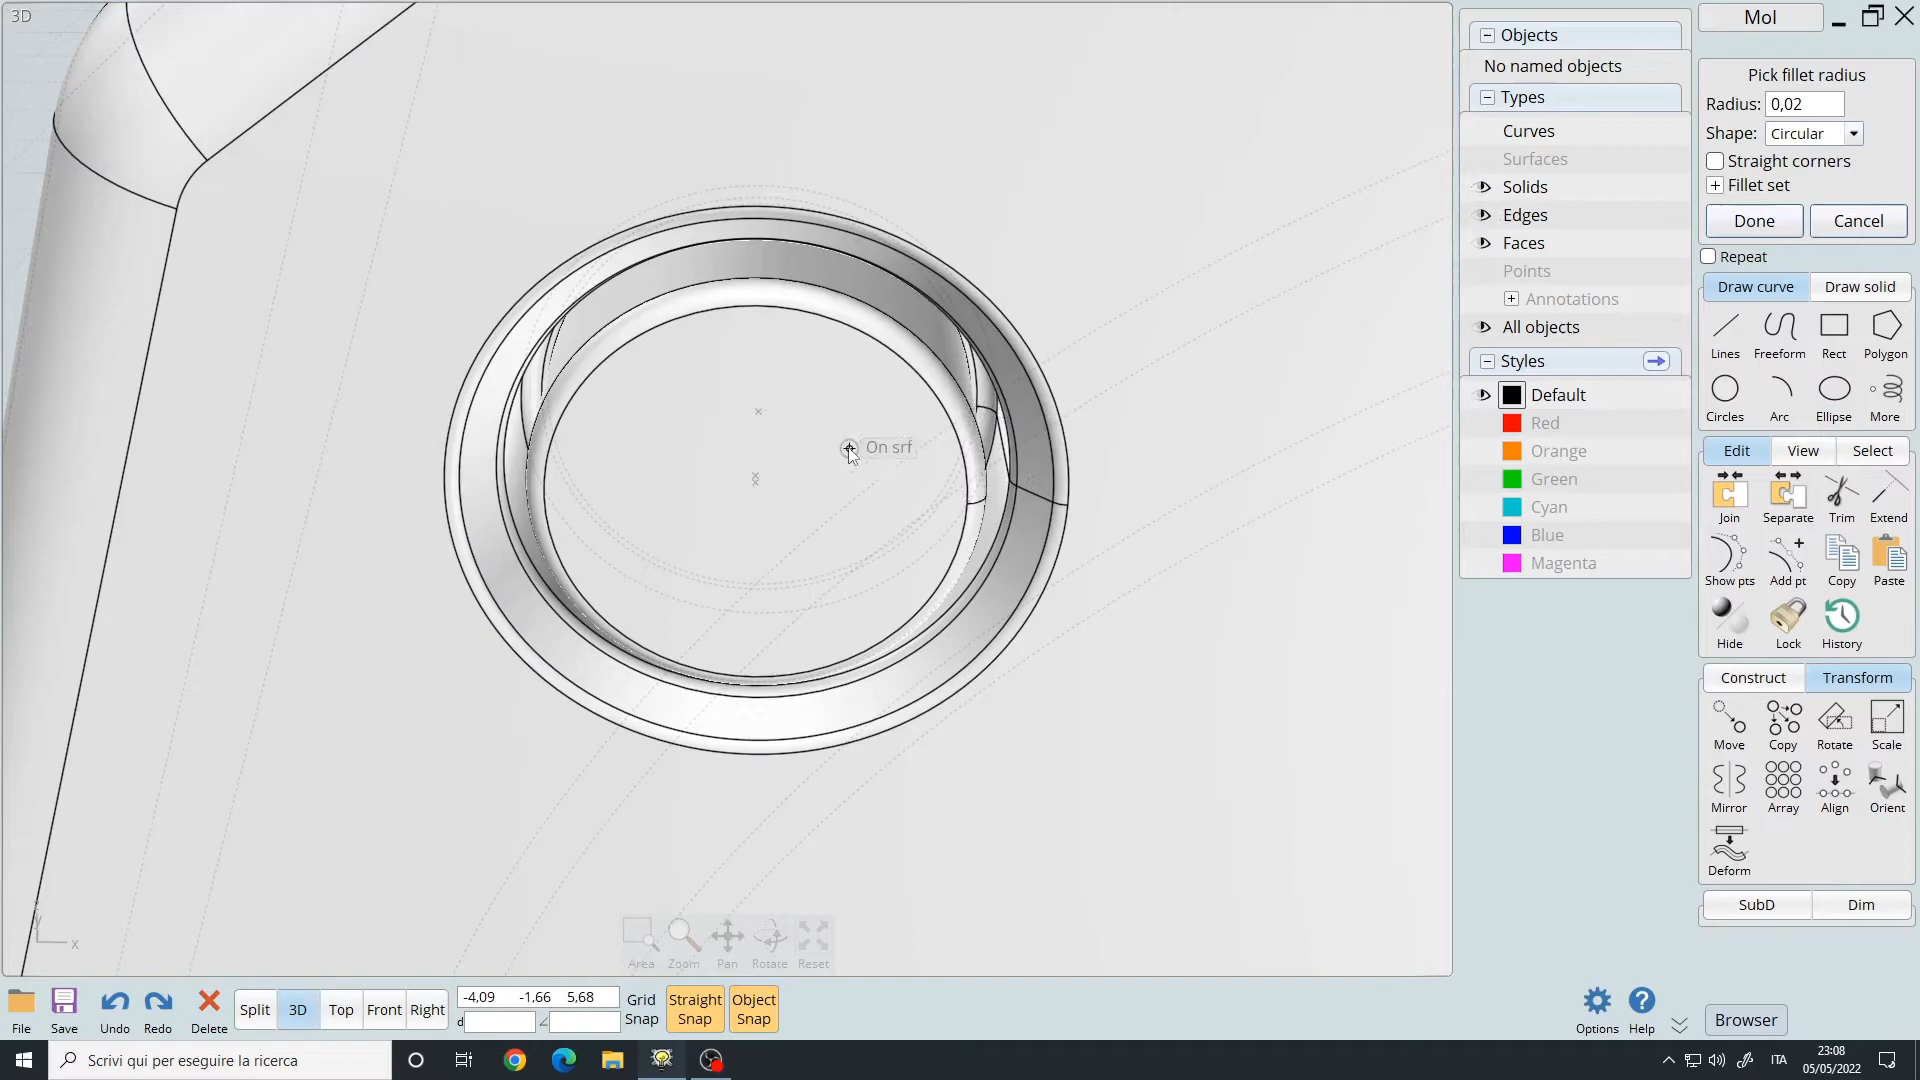 3D
On srf
y
x
Area
Zoom
Pan
Rotate
Reset
Objects
No named objects
Types
Curves
Surfaces
Solids
Edges
Faces
Points
Annotations
All objects
Styles
Default
Red
Orange
Green
Cyan
Blue
Magenta
MoI
Pick fillet radius
Radius: 0,02
Shape: Circular
Straight corners
Fillet set
Done Cancel
Repeat
Draw curve Draw solid
Lines Freeform Rect Polygon
Circles Arc Ellipse More
Edit View Select
Join Separate Trim Extend
Show pts Add pt Copy Paste
Hide Lock History
Construct Transform
Move Copy Rotate Scale
Mirror Array Align Orient
Deform
SubD Dim
File Save Undo Redo Delete
Split 3D Top Front Right
-4,09 -1,66 5,68
d
Grid Snap
Straight Snap
Object Snap
Options Help
Browser
Scrivi qui per eseguire la ricerca
ITA
23:08
05/05/2022